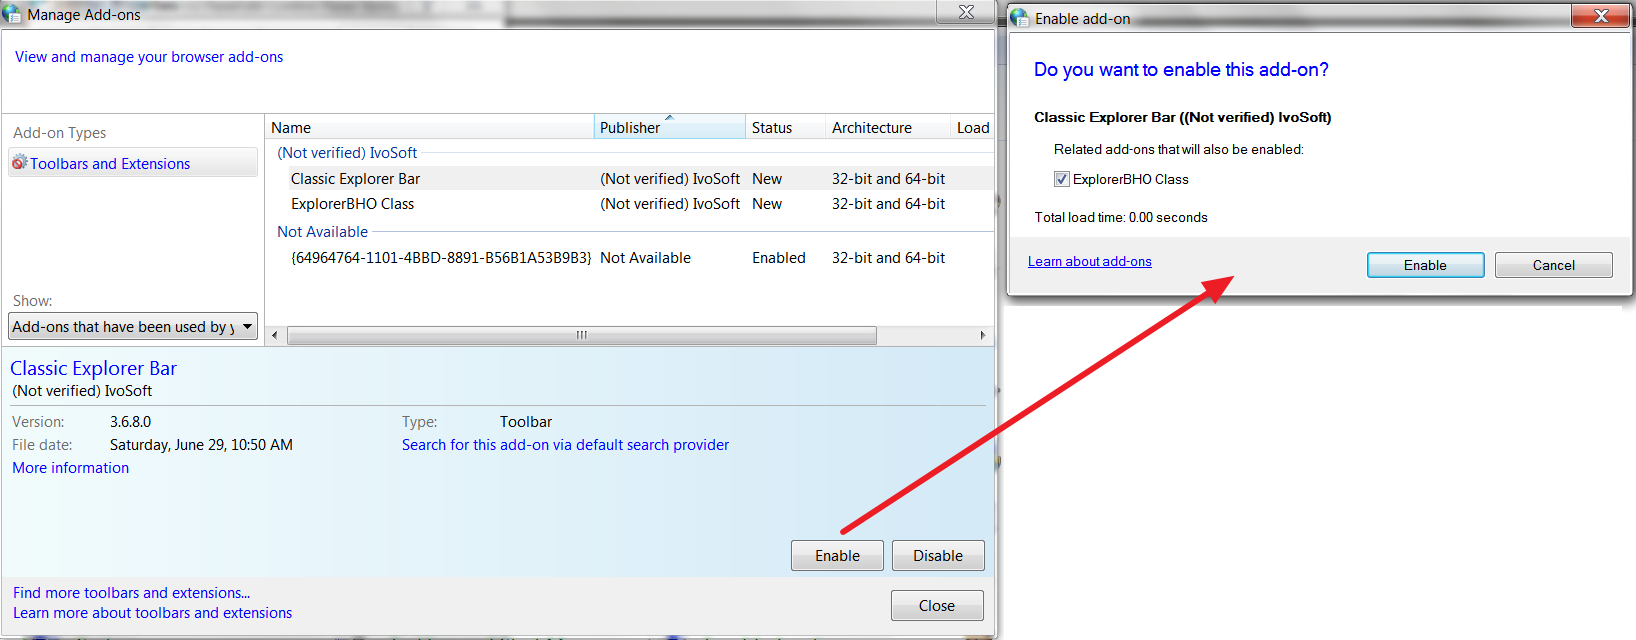 Manage Add-ons
View and manage your browser add-ons
Add-on Types
Toolbars and Extensions
Show:
Add-ons that have been used by y
Name Publisher Status Architecture Load
(Not verified) IvoSoft
Classic Explorer Bar (Not verified) IvoSoft New 32-bit and 64-bit
ExplorerBHO Class (Not verified) IvoSoft New 32-bit and 64-bit
Not Available
{64964764-1101-4BBD-8891-B56B1A53B9B3} Not Available Enabled 32-bit and 64-bit
Classic Explorer Bar
(Not verified) IvoSoft
Version: 3.6.8.0 Type: Toolbar
File date: Saturday, June 29, 10:50 AM Search for this add-on via default search provider
More information
Enable Disable
Find more toolbars and extensions...
Learn more about toolbars and extensions
Close
Enable add-on
Do you want to enable this add-on?
Classic Explorer Bar ((Not verified) IvoSoft)
Related add-ons that will also be enabled:
ExplorerBHO Class
Total load time: 0.00 seconds
Learn about add-ons
Enable Cancel